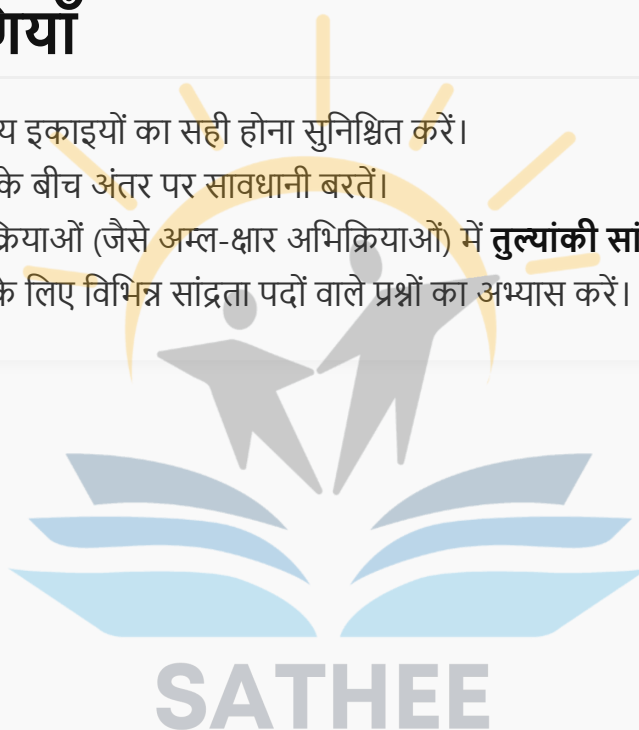 इकाइयों का सही होना सुनिश्चित करें।
के बीच अंतर पर सावधानी बरतें।
(जैसे अम्ल-क्षार अभिक्रियाओं) में तुल्यांकी
के लिए विभिन्न सांद्रता पदों वाले प्रश्नों का अभ्यास करें।
SATHEE